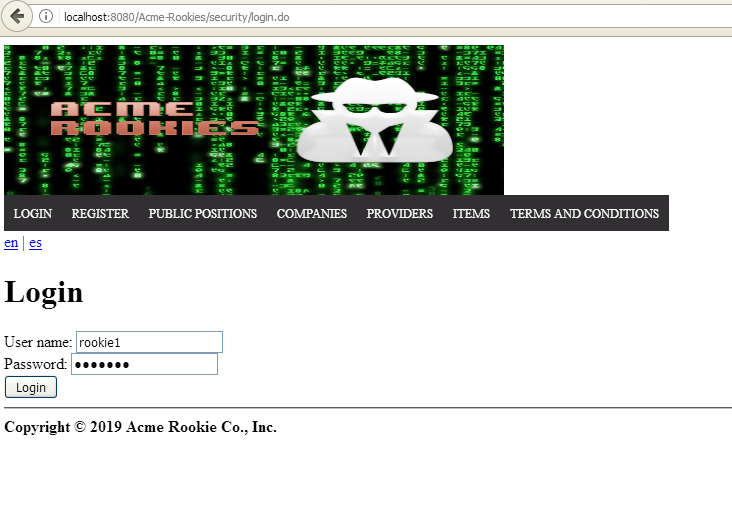 localhost:8080/Acme-Rookies/security/login.do
ACME
ROOKIES
LOGIN REGISTER PUBLIC POSITIONS COMPANIES PROVIDERS ITEMS TERMS AND CONDITIONS
en | es
Login
User name: rookie1
Password: •••••••
Login
Copyright © 2019 Acme Rookie Co., Inc.